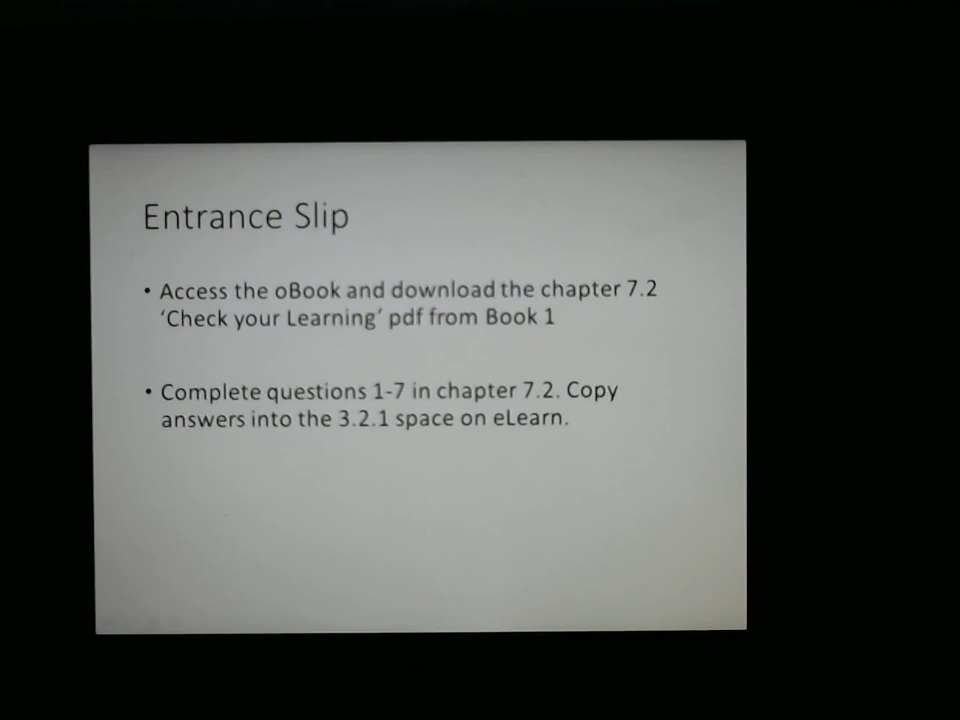 Entrance Slip
• Access the oBook and download the chapter 7.2
‘Check your Learning’ pdf from Book 1
• Complete questions 1-7 in chapter 7.2. Copy
answers into the 3.2.1 space on eLearn.